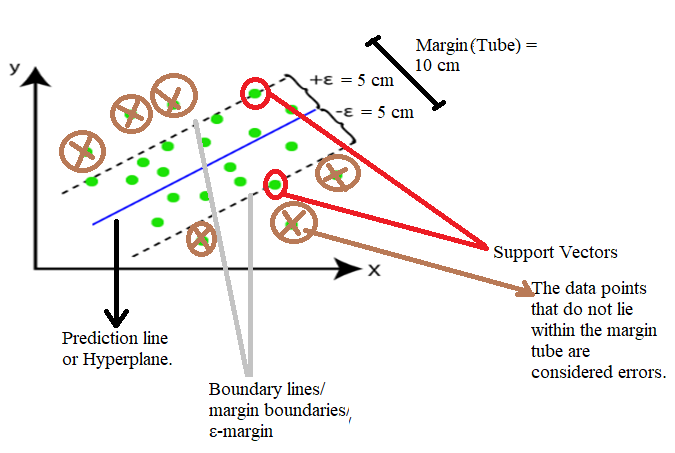 Margin(Tube) =
10 cm
y
+ε = 5 cm
-ε = 5 cm
Support Vectors
x
The data points
that do not lie
within the margin
tube are
considered errors.
Prediction line
or Hyperplane.
Boundary lines/
margin boundaries/
ε-margin